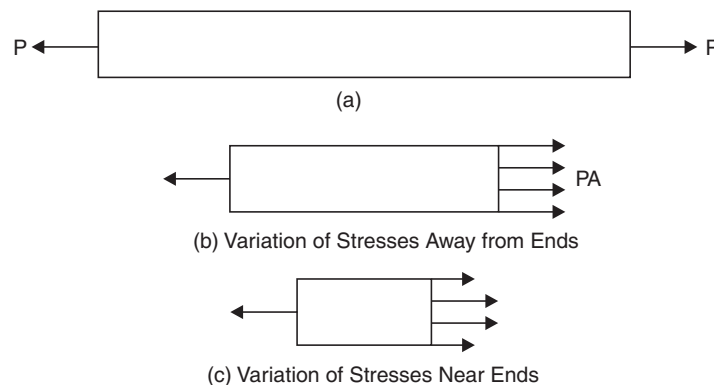 P P
(a)
PA
(b) Variation of Stresses Away from Ends
(c) Variation of Stresses Near Ends